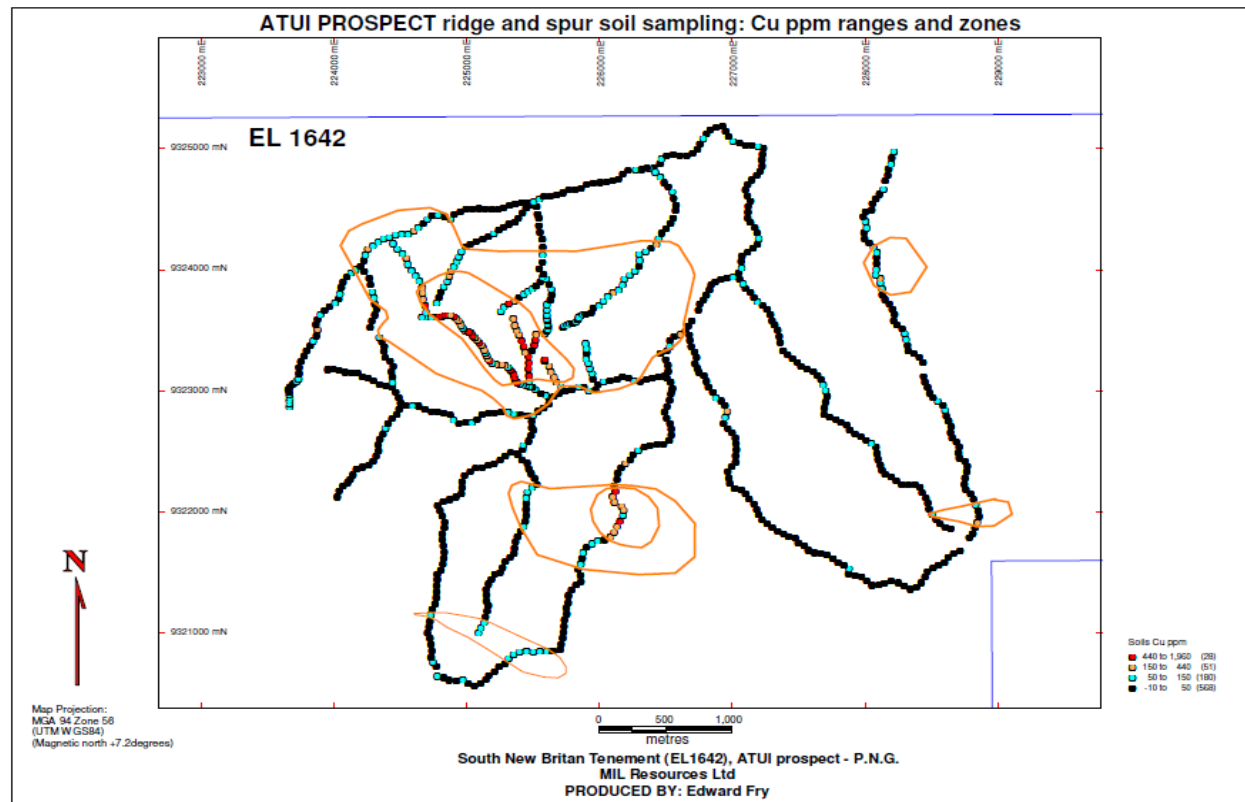 ATUI PROSPECT ridge and spur soil sampling: Cu ppm ranges and zones
223000 mE
224000 mE
225000 mE
226000 mE
227000 mE
228000 mE
229000 mE
EL 1642
9325000 mN
9324000 mN
9323000 mN
9322000 mN
9321000 mN
N
Soils Cu ppm
440 to 1,960 (28)
150 to 440 (51)
50 to 150 (180)
-10 to 50 (568)
Map Projection:
MGA 94 Zone 56
(UTM WGS84)
(Magnetic north +7.2degrees)
0 500 1,000
metres
South New Britan Tenement (EL1642), ATUI prospect - P.N.G.
MIL Resources Ltd
PRODUCED BY: Edward Fry